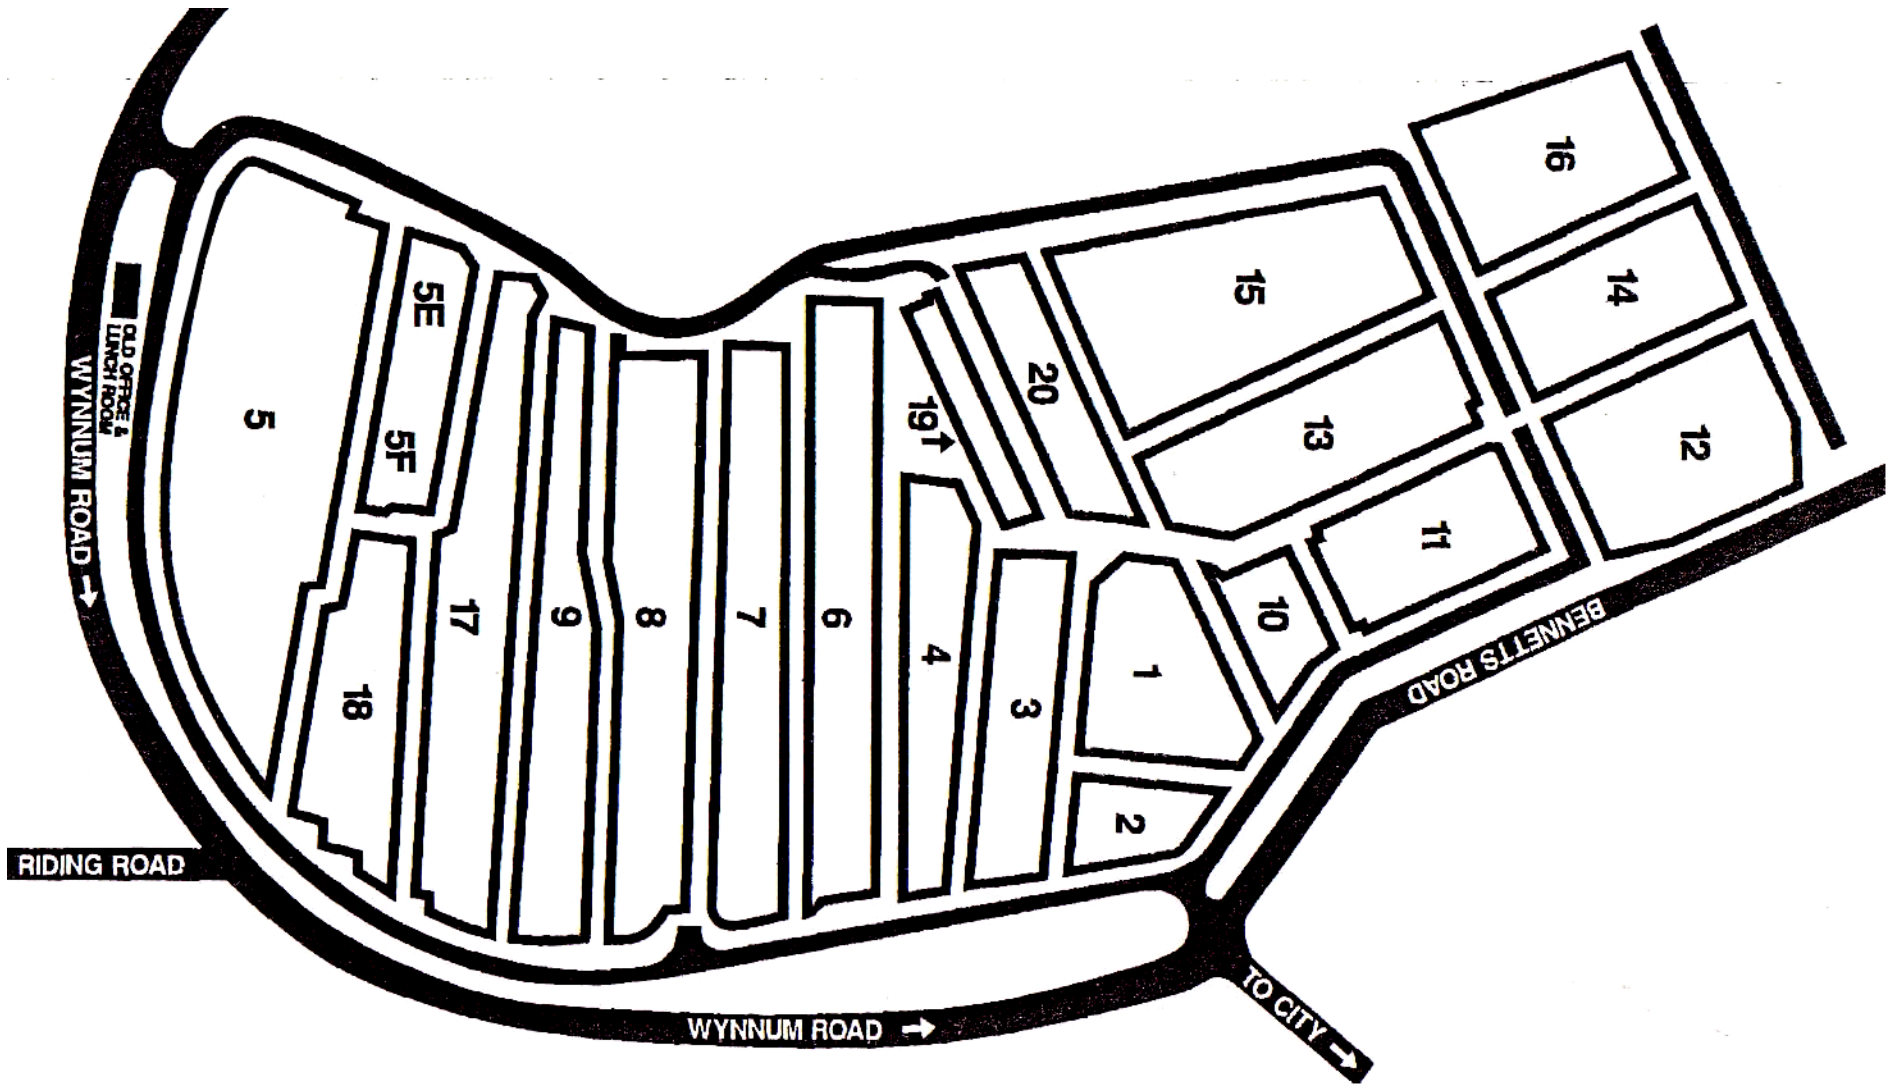 16
14
15
5E
20
5
19
13
12
5F
11
OLD OFFICE &
LUNCH ROOM
WYNNUM ROAD →
17
9
8
7
6
4
10
1
3
18
BENNETTS ROAD
2
RIDING ROAD
TO CITY →
WYNNUM ROAD →